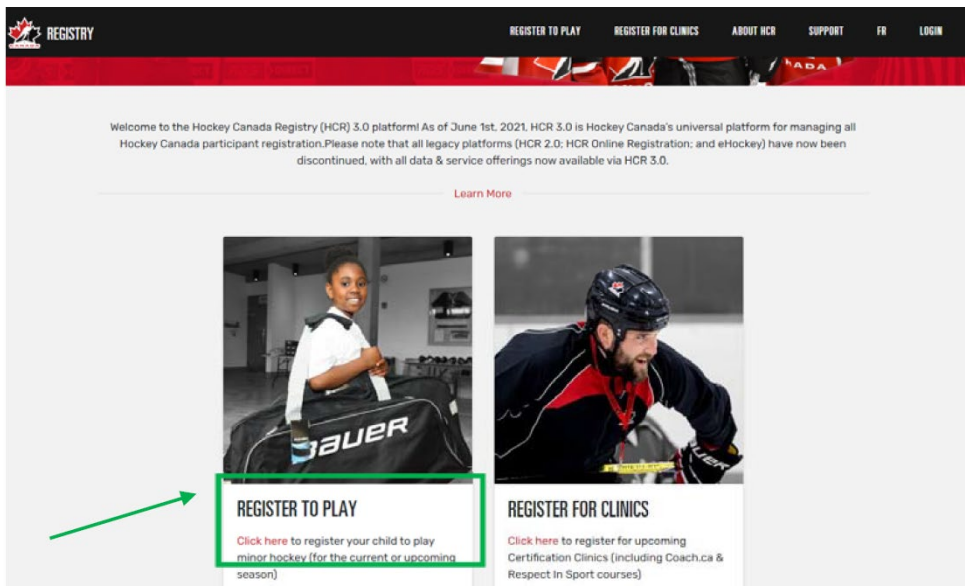 CANADA
REGISTRY
REGISTER TO PLAY
REGISTER FOR CLINICS
ABOUT HCR
SUPPORT
FR
LOGIN
Welcome to the Hockey Canada Registry (HCR) 3.0 platform! As of June 1st, 2021, HCR 3.0 is Hockey Canada's universal platform for managing all
Hockey Canada participant registration.Please note that all legacy platforms (HCR 2.0; HCR Online Registration; and eHockey) have now been
discontinued, with all data & service offerings now available via HCR 3.0.
Learn More
BAUER
REGISTER TO PLAY
Click here to register your child to play
minor hockey (for the current or upcoming
season)
BAUER
REGISTER FOR CLINICS
Click here to register for upcoming
Certification Clinics (including Coach.ca &
Respect In Sport courses)